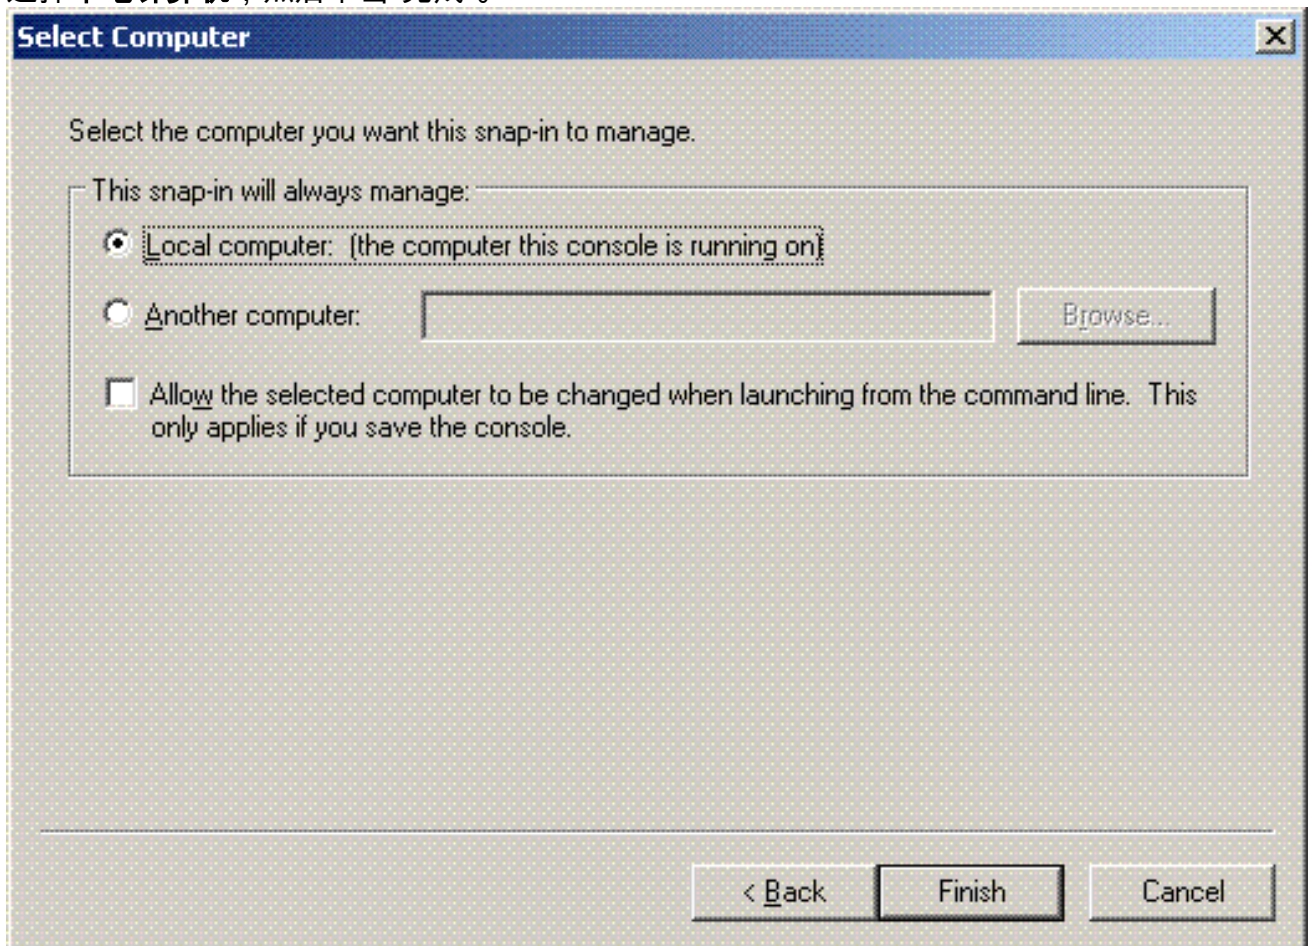 Select Computer
Select the computer you want this snap-in to manage.
This snap-in will always manage:
Local computer: (the computer this console is running on)
Another computer:
Browse...
Allow the selected computer to be changed when launching from the command line. This
only applies if you save the console.
< Back
Finish
Cancel